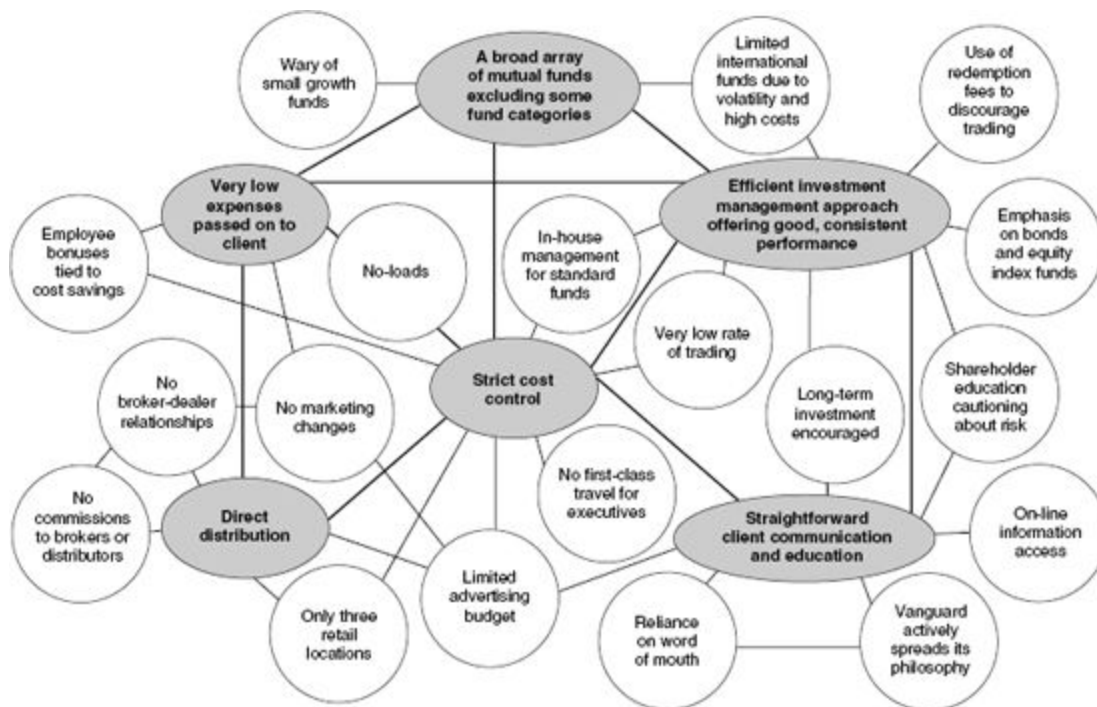 Wary of
small growth
funds
A broad array
of mutual funds
excluding some
fund categories
Limited
international
funds due to
volatility and
high costs
Use of
redemption
fees to
discourage
trading
Very low
expenses
passed on to
client
Efficient investment
management approach
offering good, consistent
performance
Employee
bonuses
tied to
cost savings
No-loads
In-house
management
for standard
funds
Emphasis
on bonds
and equity
index funds
Very low rate
of trading
No
broker-dealer
relationships
No marketing
changes
Strict cost
control
Long-term
investment
encouraged
Shareholder
education
cautioning
about risk
No
commissions
to brokers or
distributors
Direct
distribution
No first-class
travel for
executives
Straightforward
client communication
and education
On-line
information
access
Only three
retail
locations
Limited
advertising
budget
Reliance
on word
of mouth
Vanguard
actively
spreads its
philosophy